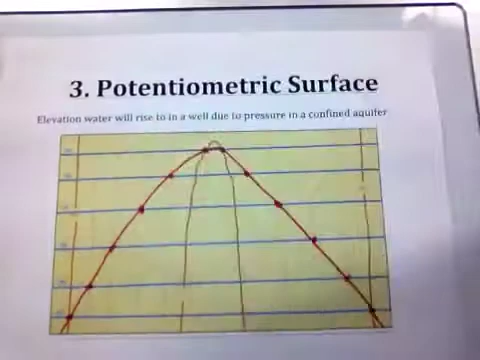 3. Potentiometric Surface
Elevation water will rise to in a well due to pressure in a confined aquifer